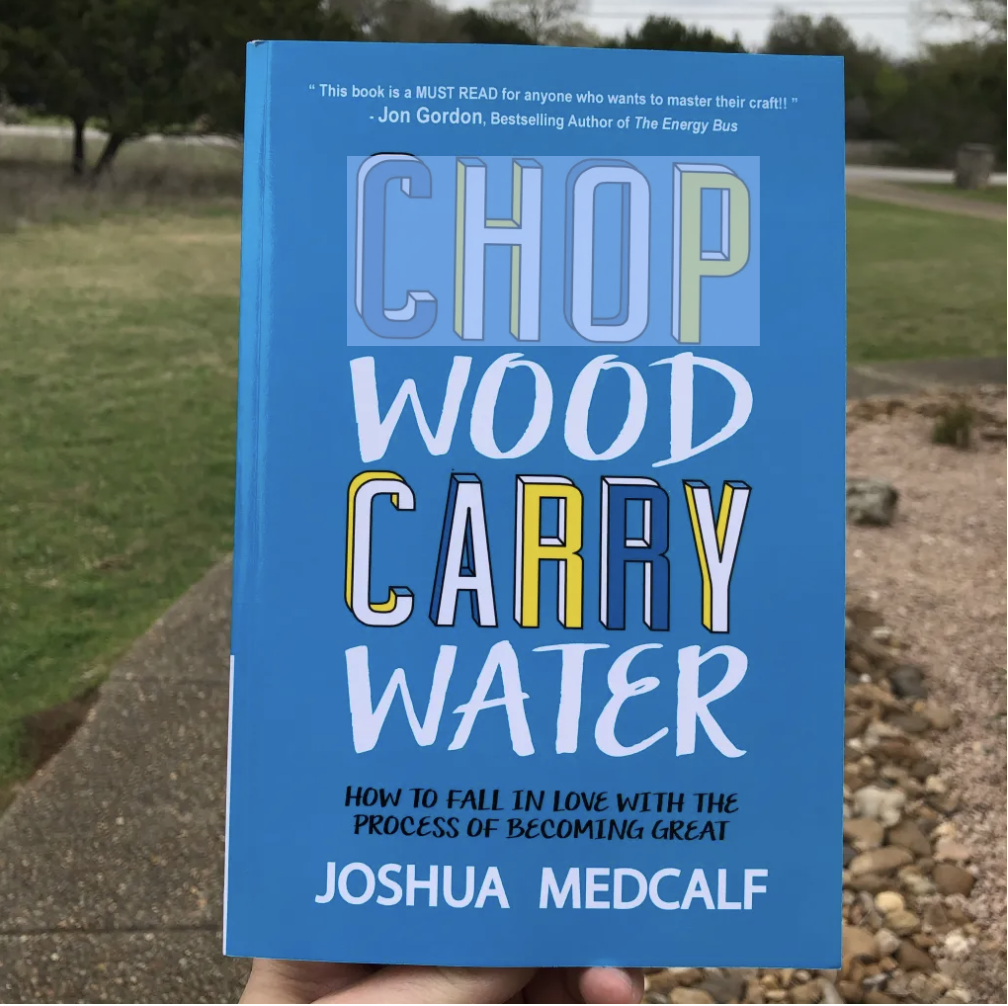 “ This book is a MUST READ for anyone who wants to master their craft!! ”
- Jon Gordon, Bestselling Author of The Energy Bus
CHOP
WOOD
CARRY
WATER
HOW TO FALL IN LOVE WITH THE
PROCESS OF BECOMING GREAT
JOSHUA MEDCALF